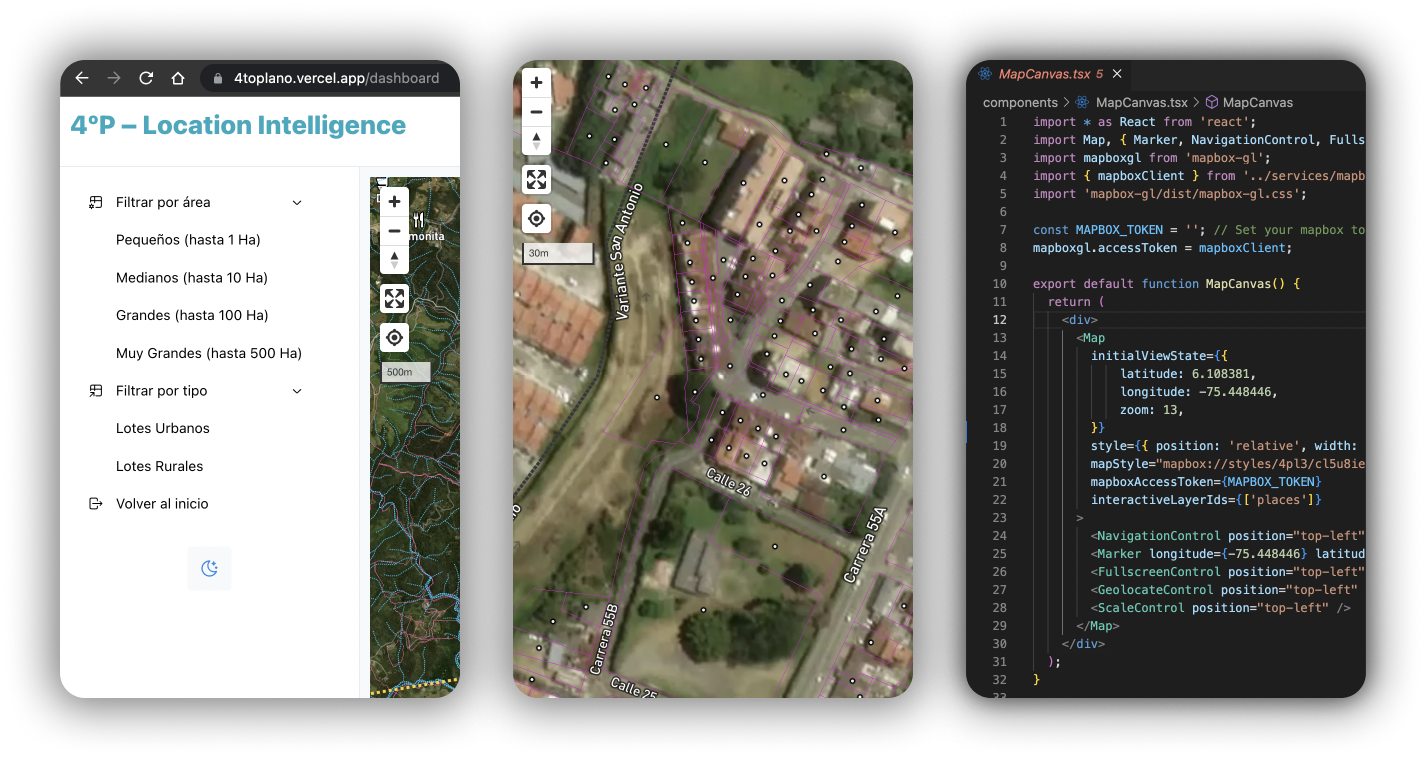 4toplano.vercel.app/dashboard
4°P – Location Intelligence
Filtrar por área
Pequeños (hasta 1 Ha)
Medianos (hasta 10 Ha)
Grandes (hasta 100 Ha)
Muy Grandes (hasta 500 Ha)
Filtrar por tipo
Lotes Urbanos
Lotes Rurales
Volver al inicio
monita
500m
30m
Variante San Antonio
Calle 26
Carrera 55A
Carrera 55B
Calle 25
MapCanvas.tsx 5
components > MapCanvas.tsx > MapCanvas
1 import * as React from 'react';
2 import Map, { Marker, NavigationControl, Fulls
3 import mapboxgl from 'mapbox-gl';
4 import { mapboxClient } from '../services/mapb
5 import 'mapbox-gl/dist/mapbox-gl.css';
6
7 const MAPBOX_TOKEN = ''; // Set your mapbox to
8 mapboxgl.accessToken = mapboxClient;
9
10 export default function MapCanvas() {
11 return (
12 <div>
13 <Map
14 initialViewState={{
15 latitude: 6.108381,
16 longitude: -75.448446,
17 zoom: 13,
18 }}
19 style={{ position: 'relative', width:
20 mapStyle="mapbox://styles/4pl3/cl5u8ie
21 mapboxAccessToken={MAPBOX_TOKEN}
22 interactiveLayerIds={['places']}
23 >
24 <NavigationControl position="top-left"
25 <Marker longitude={-75.448446} latitud
26 <FullscreenControl position="top-left"
27 <GeolocateControl position="top-left"
28 <ScaleControl position="top-left" />
29 </Map>
30 </div>
31 );
32 }
33